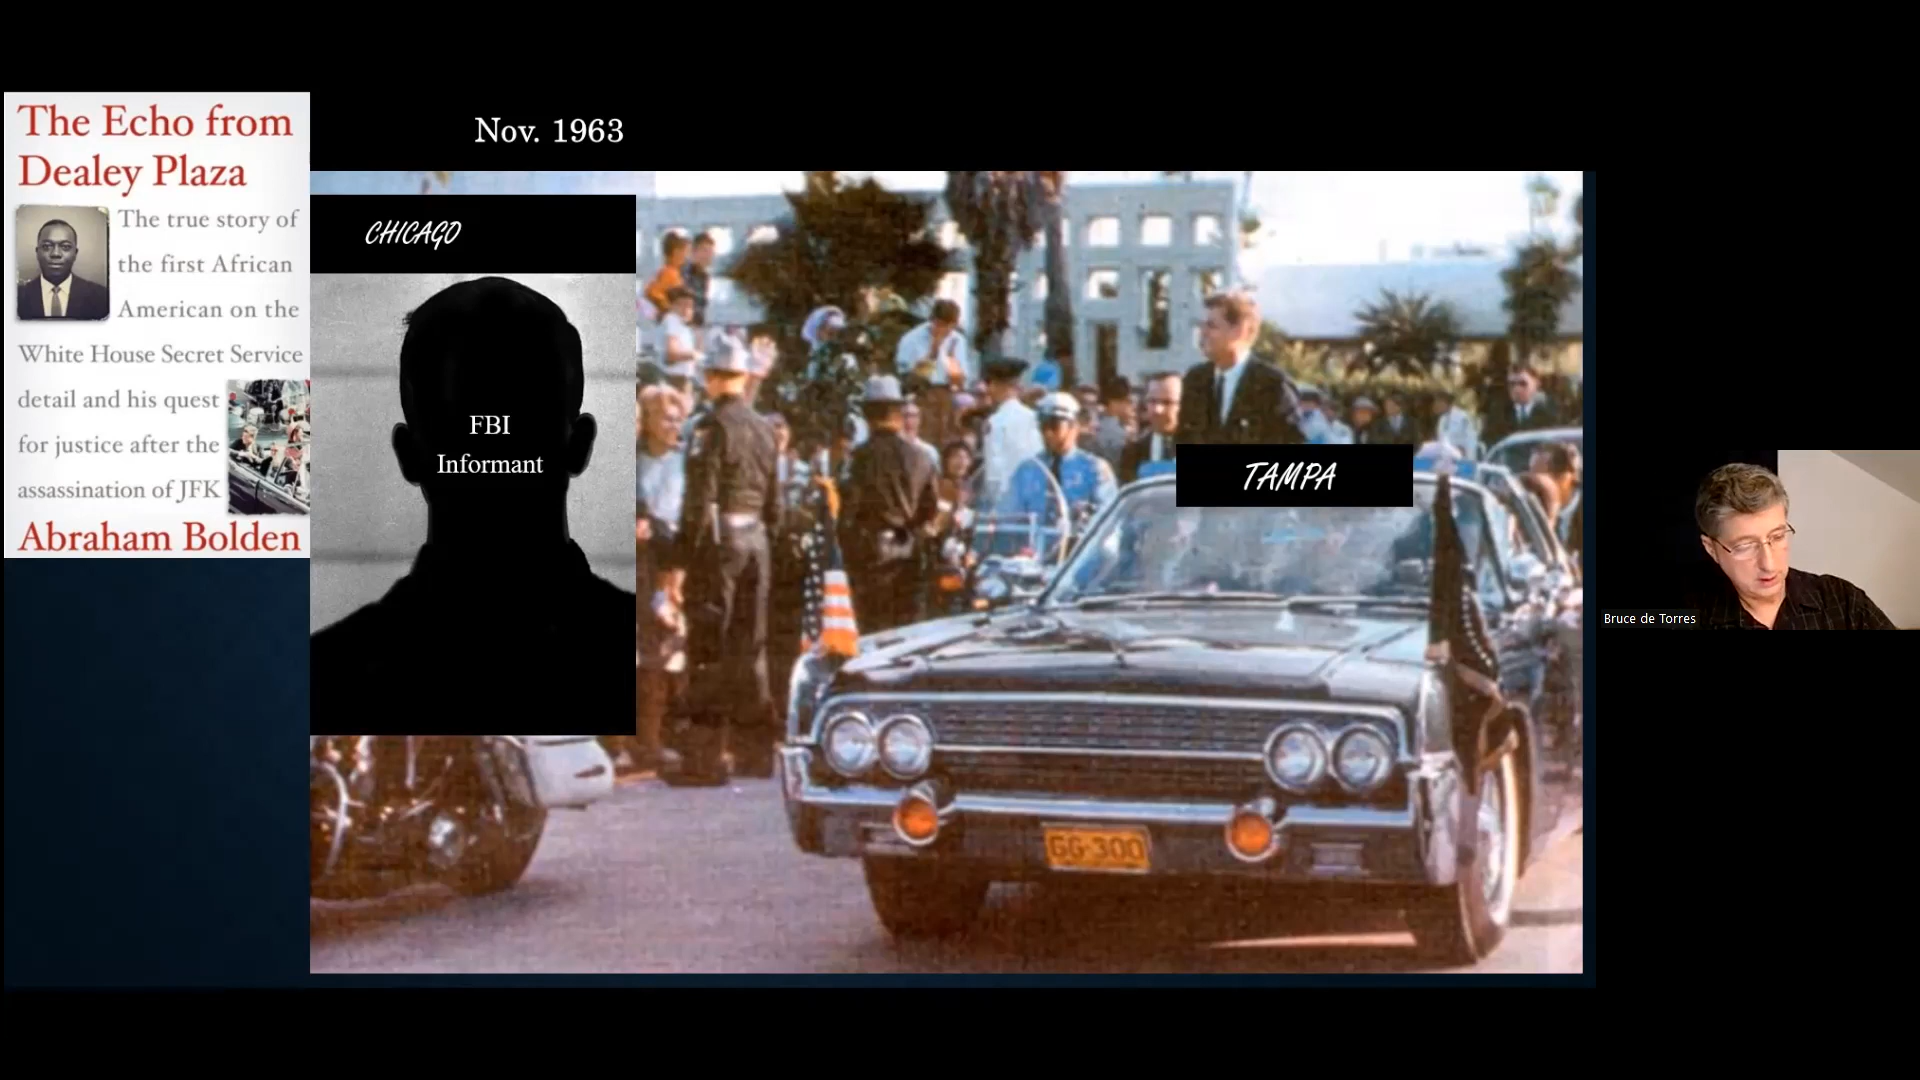 The Echo from
Dealey Plaza
The true story of
the first African
American on the
White House Secret Service
detail and his quest
for justice after the
assassination of JFK
Abraham Bolden
Nov. 1963
CHICAGO
FBI
Informant
TAMPA
GG-300
Bruce de Torres